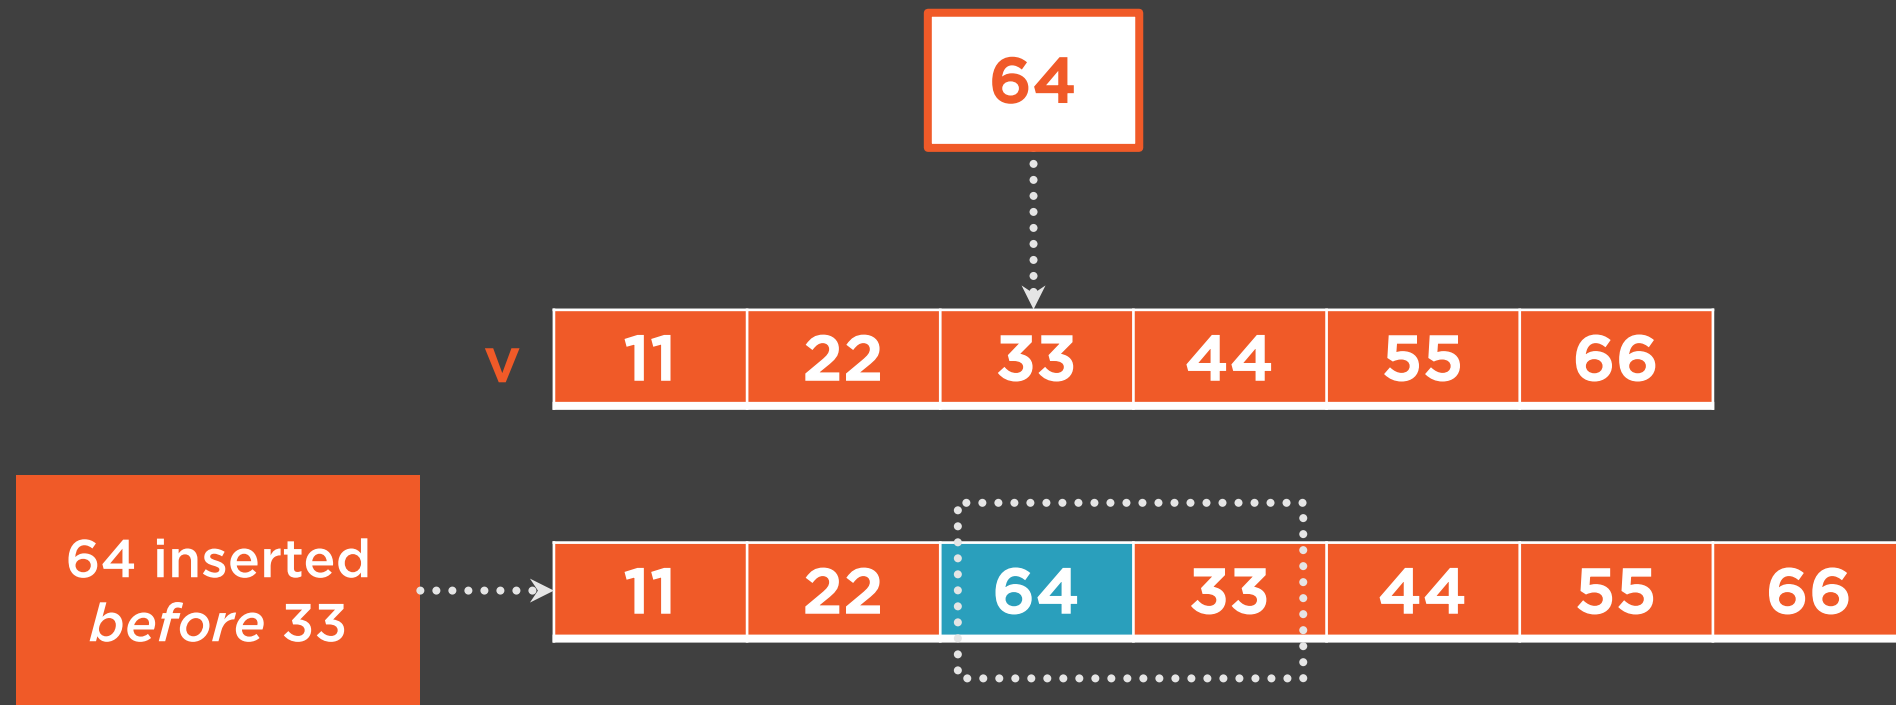 64
v 11 22 33 44 55 66
64 inserted
before 33
11 22 64 33 44 55 66